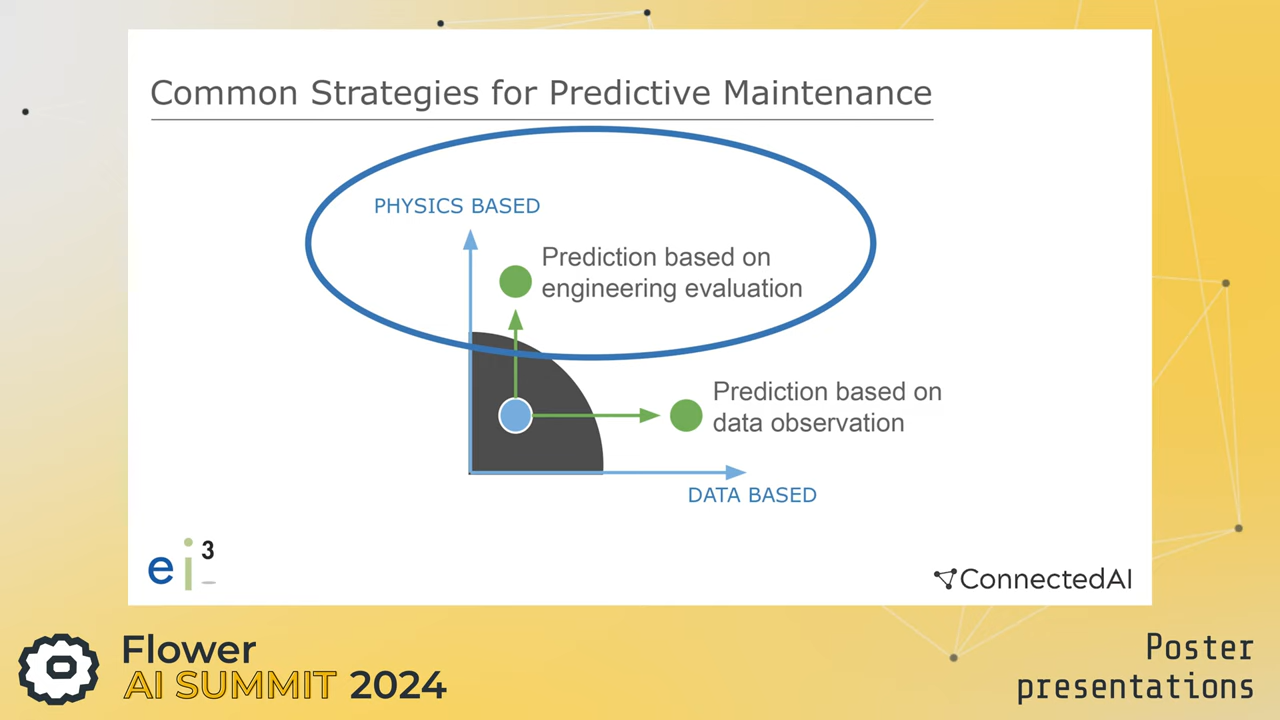 Common Strategies for Predictive Maintenance
PHYSICS BASED
Prediction based on
engineering evaluation
Prediction based on
data observation
DATA BASED
ei3
ConnectedAI
Flower
AI SUMMIT 2024
Poster
presentations